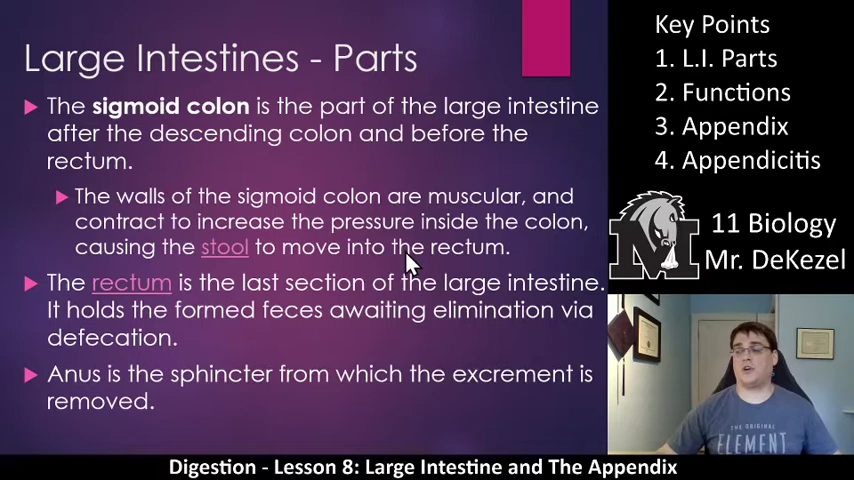 Large Intestines - Parts
The sigmoid colon is the part of the large intestine
after the descending colon and before the
rectum.
The walls of the sigmoid colon are muscular, and
contract to increase the pressure inside the colon,
causing the stool to move into the rectum.
The rectum is the last section of the large intestine.
It holds the formed feces awaiting elimination via
defecation.
Anus is the sphincter from which the excrement is
removed.
Key Points
1. L.I. Parts
2. Functions
3. Appendix
4. Appendicitis
M
11 Biology
Mr. DeKezel
THE ORIGINAL
ELEMENT
Digestion - Lesson 8: Large Intestine and The Appendix